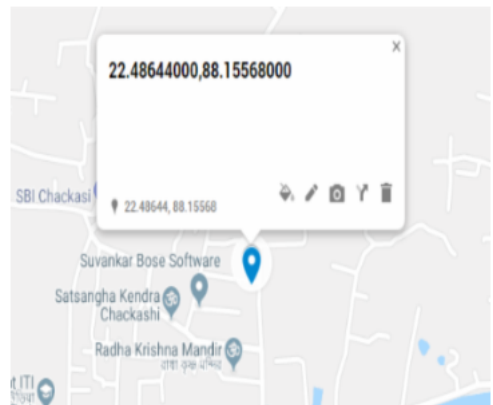 22.48644000,88.15568000
SBI Chackasi
22.48644, 88.15568
Suvankar Bose Software
Satsangha Kendra
Chackashi
Radha Krishna Mandir
राधा कृष्ण मन्दिर
ITI